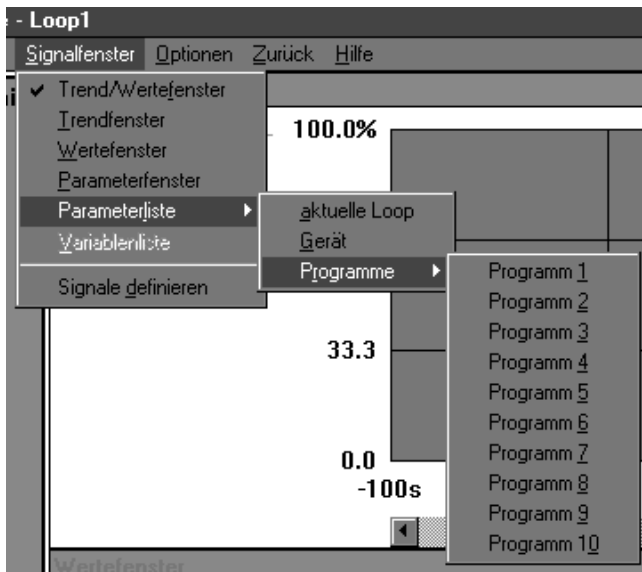 - Loop1
Signalfenster Optionen Zurück Hilfe
✓ Trend/Wertefenster
Trendfenster
Wertefenster
Parameterfenster
Parameterliste
Variablenliste
Signale definieren
aktuelle Loop
Gerät
Programme
Programm 1
Programm 2
Programm 3
Programm 4
Programm 5
Programm 6
Programm 7
Programm 8
Programm 9
Programm 10
100.0%
33.3
0.0
-100s
Wertefenster